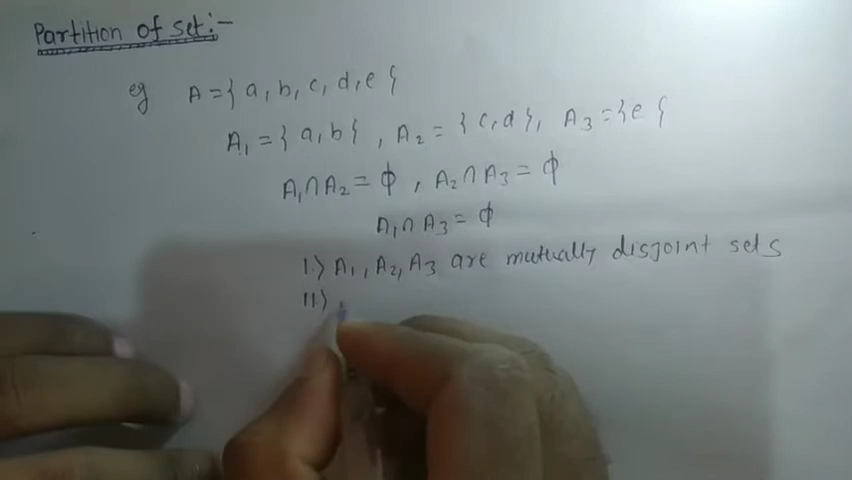 Partition of set:-
eg A={a,b,c,d,e}
A₁={a,b}, A₂={c,d}, A₃={e}
A₁∩A₂=ϕ, A₂∩A₃=ϕ
A₁∩A₃=ϕ
I.) A₁, A₂, A₃ are mutually disjoint sets
II)